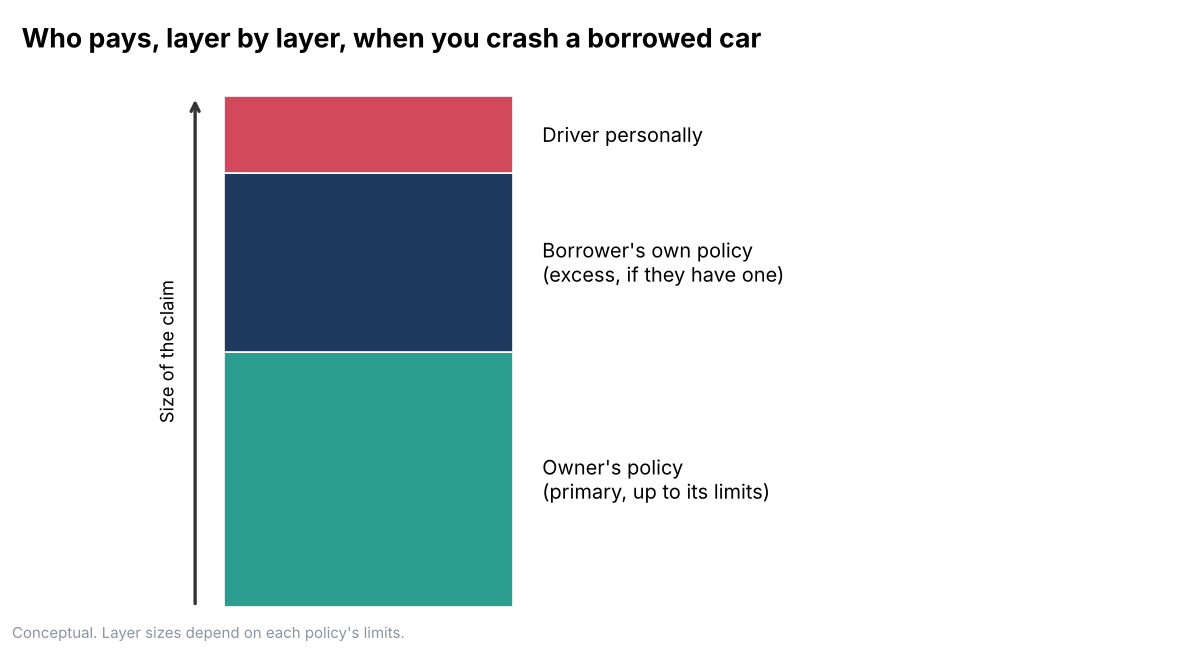 Who pays, layer by layer, when you crash a borrowed car
Driver personally
Borrower's own policy
(excess, if they have one)
Size of the claim
Owner's policy
(primary, up to its limits)
Conceptual. Layer sizes depend on each policy's limits.